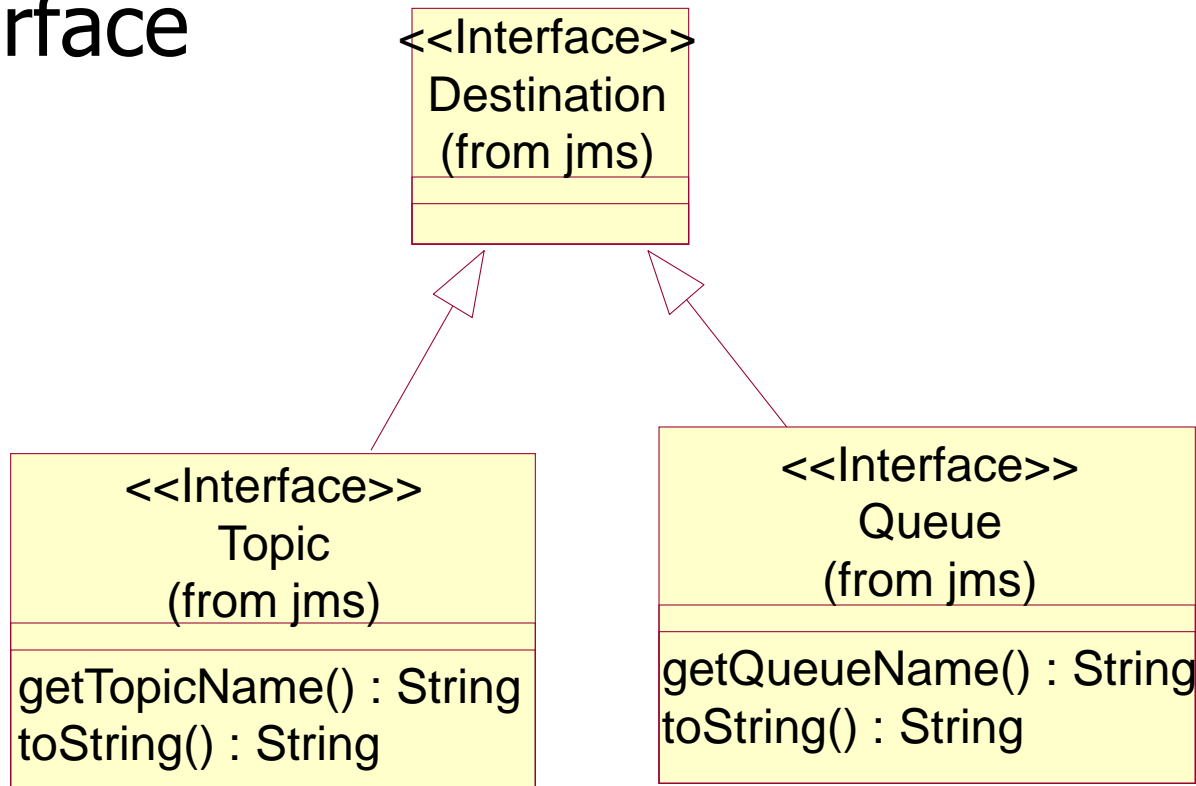 rface
<<Interface>>
Destination
(from jms)
<<Interface>>
Topic
(from jms)
getTopicName() : String
toString() : String
<<Interface>>
Queue
(from jms)
getQueueName() : String
toString() : String